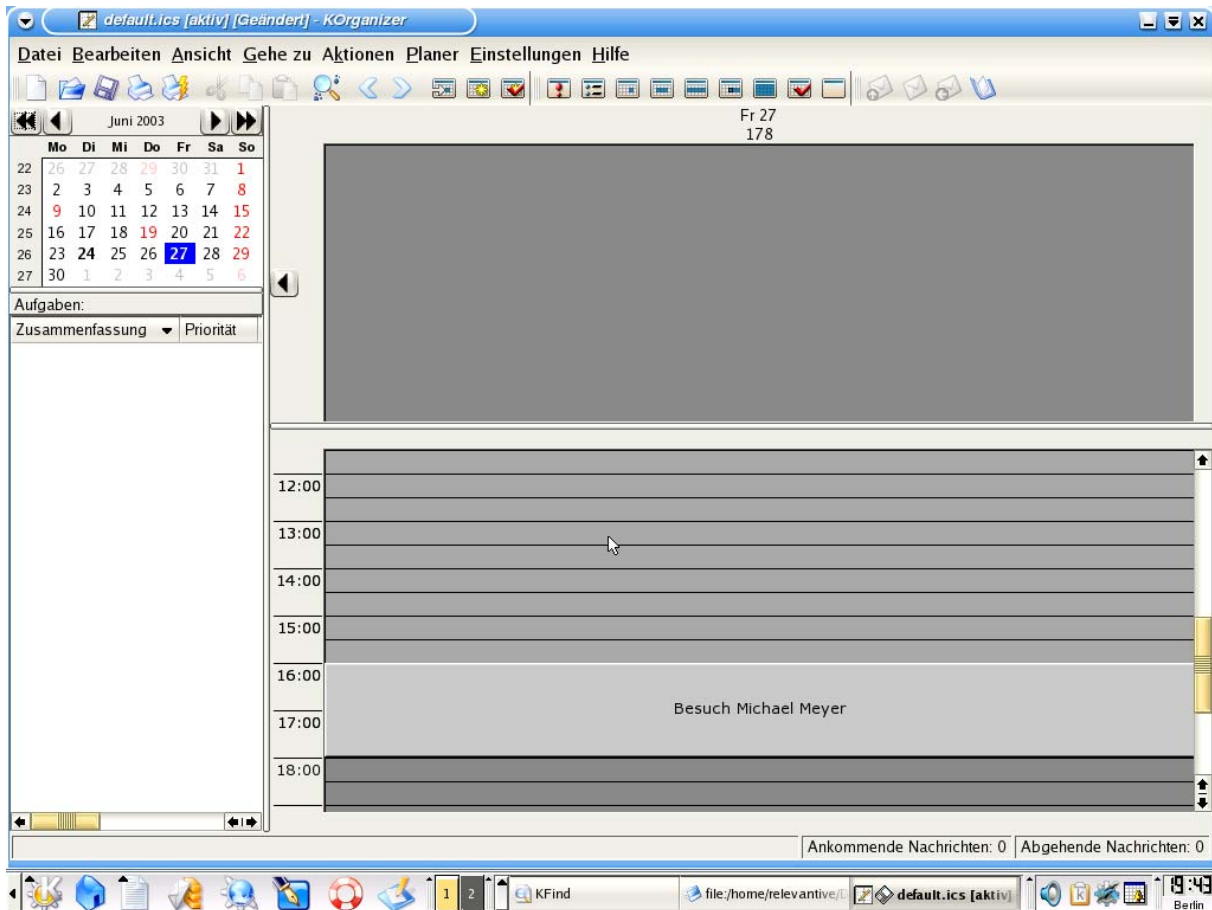 default.ics [aktiv] [Geändert] - KOrganizer
Datei Bearbeiten Ansicht Gehe zu Aktionen Planer Einstellungen Hilfe
Juni 2003
Mo Di Mi Do Fr Sa So
22 26 27 28 29 30 31 1
23 2 3 4 5 6 7 8
24 9 10 11 12 13 14 15
25 16 17 18 19 20 21 22
26 23 24 25 26 27 28 29
27 30 1 2 3 4 5 6
Aufgaben:
Zusammenfassung Priorität
Fr 27
178
12:00
13:00
14:00
15:00
16:00
Besuch Michael Meyer
17:00
18:00
Ankommende Nachrichten: 0 Abgehende Nachrichten: 0
1 2 KFind file:/home/relevantive/D default.ics [aktiv] 19:43
Berlin